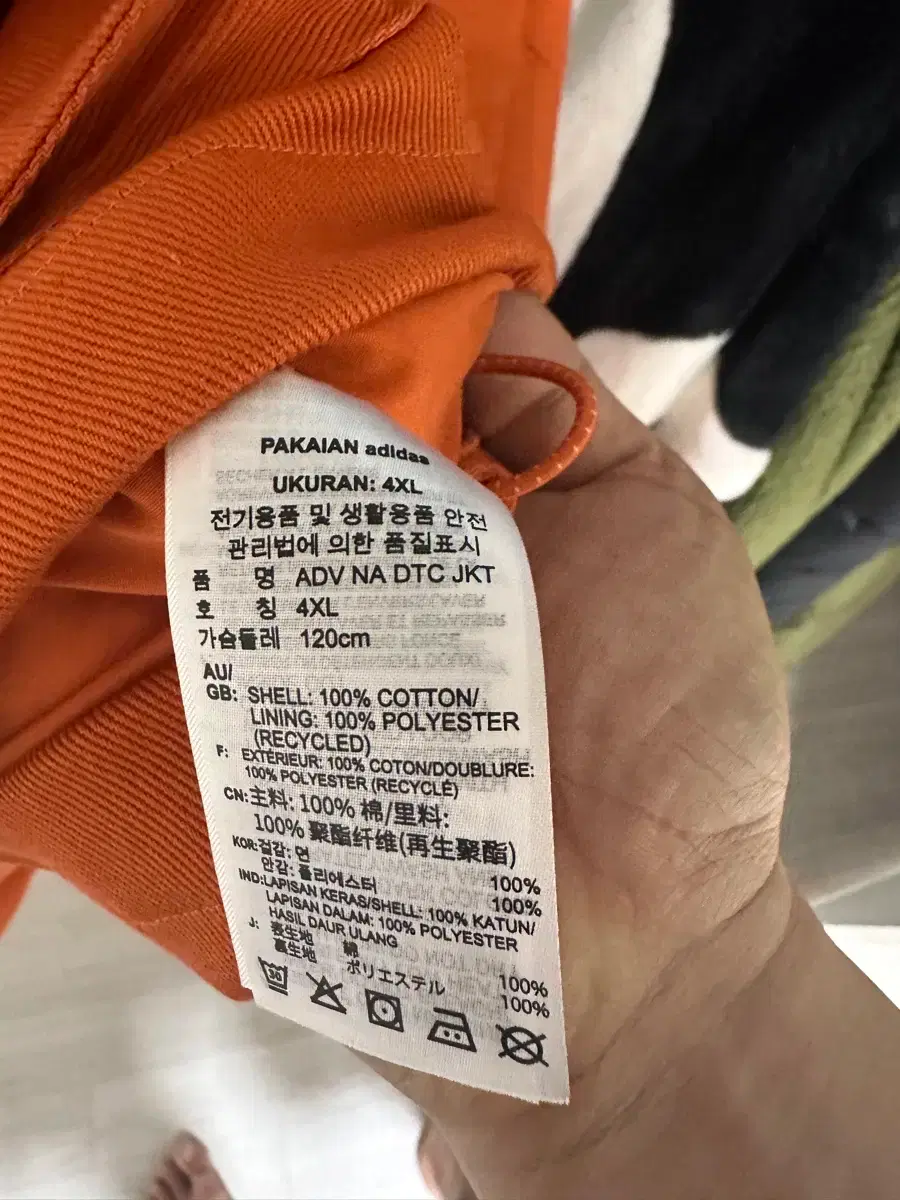 PAKAIAN adidas
UKURAN: 4XL
전기용품 및 생활용품 안전
관리법에 의한 품질표시
품 명 ADV NA DTC JKT
호 칭 4XL
가슴둘레 120cm
AU/
GB: SHELL: 100% COTTON/
LINING: 100% POLYESTER
(RECYCLED)
F: EXTÉRIEUR: 100% COTON/DOUBLURE:
100% POLYESTER (RECYCLÉ)
CN:主料: 100% 棉/里料:
100% 聚酯纤维(再生聚酯)
KOR:겉감: 면 100%
안감: 폴리에스터 100%
IND:LAPISAN KERAS/SHELL: 100% KATUN/
LAPISAN DALAM: 100% POLYESTER
HASIL DAUR ULANG
J: 表生地 綿 100%
裏生地 ポリエステル 100%
30